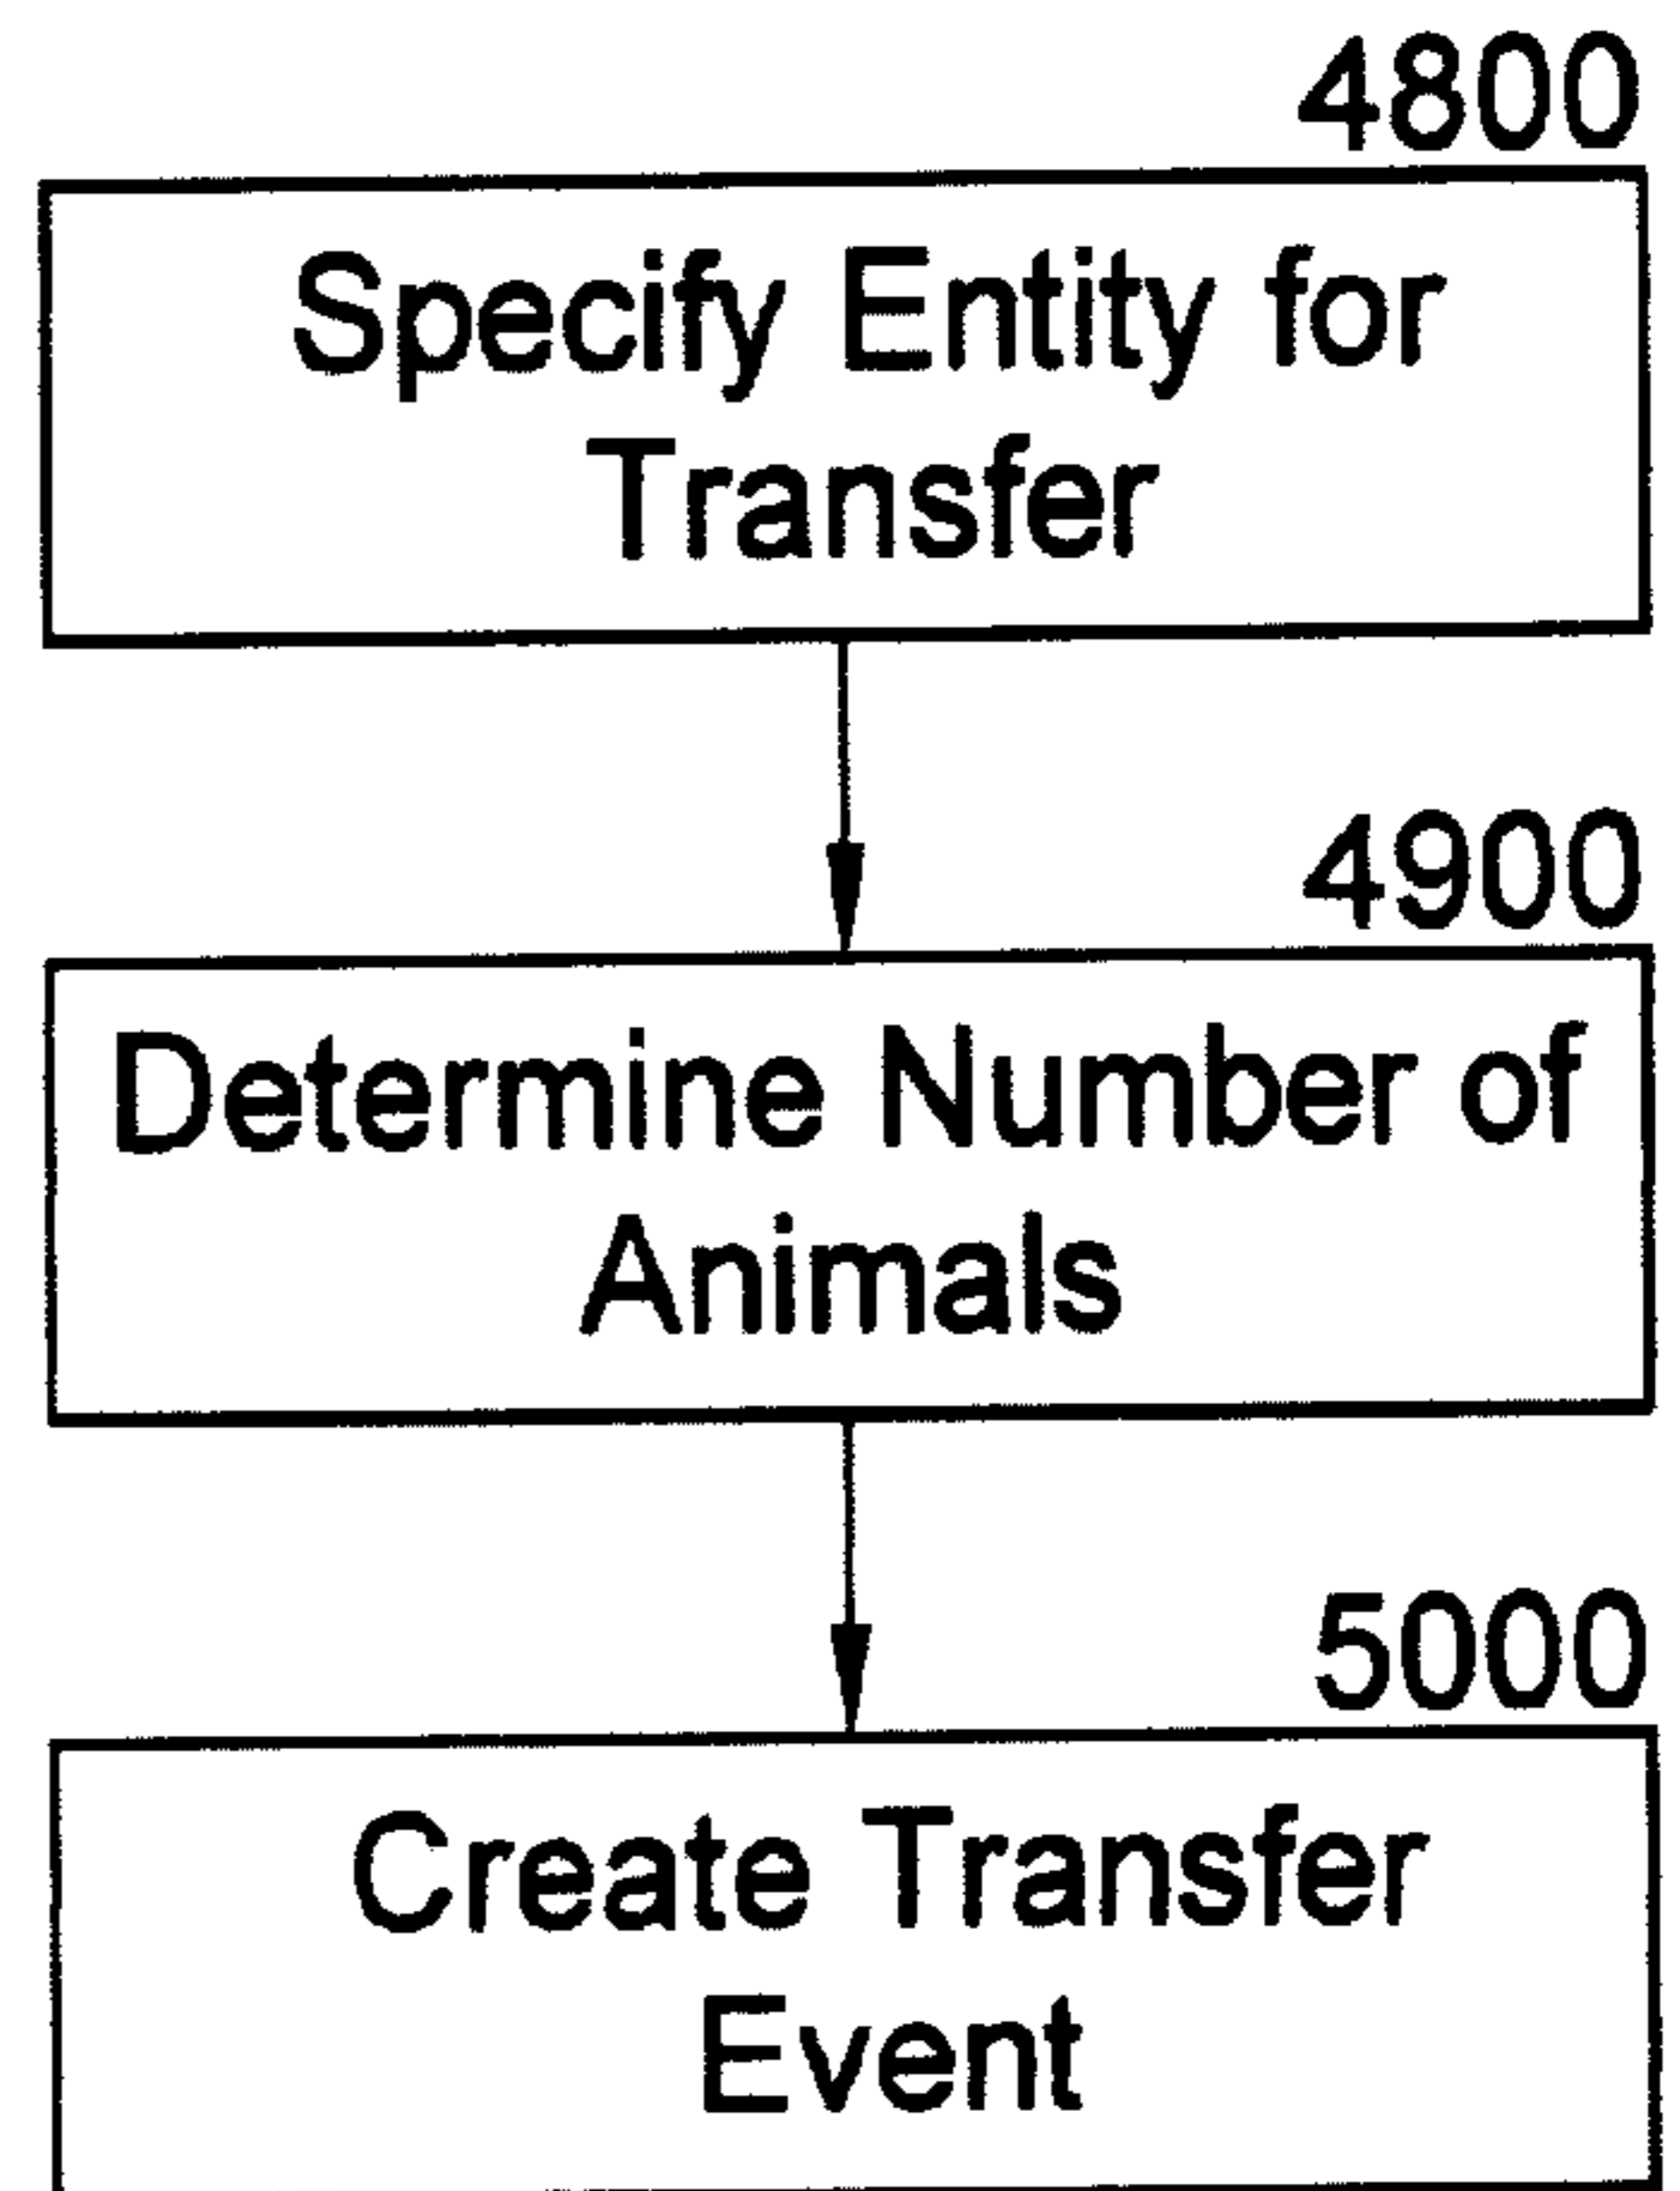 4800
Specify Entity for
Transfer
4900
Determine Number of
Animals
5000
Create Transfer
Event